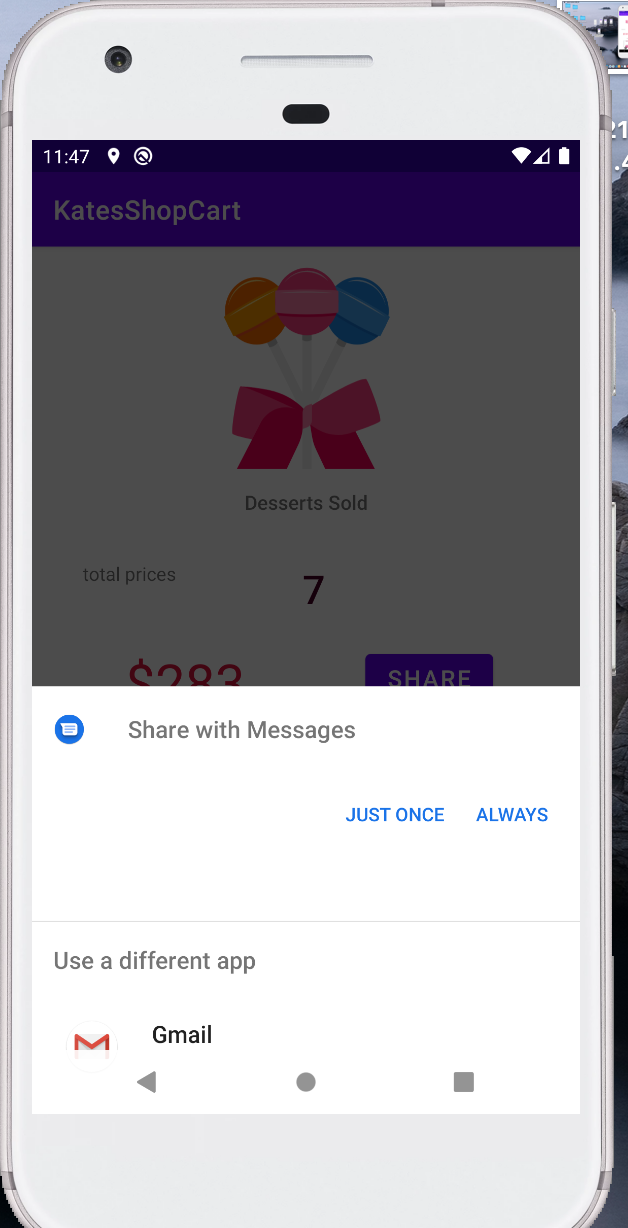 11:47
KatesShopCart
Desserts Sold
total prices
7
$283
SHARE
Share with Messages
JUST ONCE
ALWAYS
Use a different app
Gmail